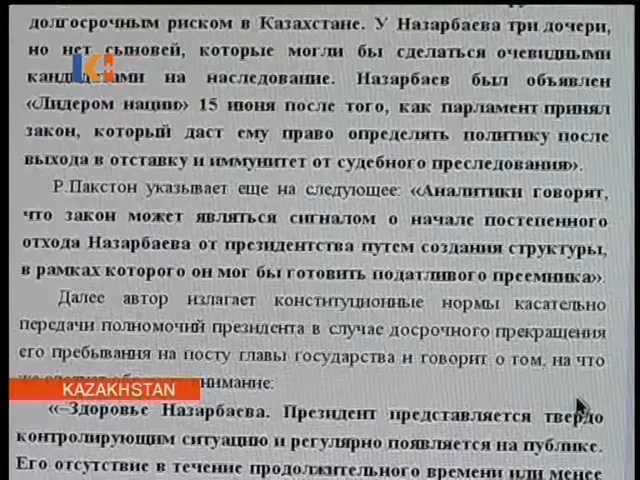 долгосрочным риском в Казахстане. У Назарбаева три дочери,
но нет сыновей, которые могли бы сделаться очевидными
кандидатами на наследование. Назарбаев был объявлен
«Лидером нации» 15 июня после того, как парламент принял
закон, который даст ему право определять политику после
выхода в отставку и иммунитет от судебного преследования».
Р.Пакстон указывает еще на следующее: «Аналитики говорят,
что закон может являться сигналом о начале постепенного
отхода Назарбаева от президентства путем создания структуры,
в рамках которого он мог бы готовить податливого преемника».
Далее автор излагает конституционные нормы касательно
передачи полномочий президента в случае досрочного прекращения
его пребывания на посту главы государства и говорит о том, на что
внимание:
KAZAKHSTAN
«–Здоровье Назарбаева. Президент представляется твердо
контролирующим ситуацию и регулярно появляется на публике.
Его отсутствие в течение продолжительного времени или менее